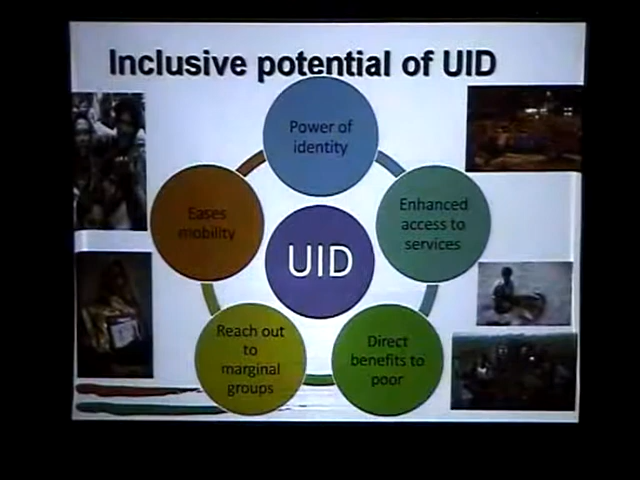 Inclusive potential of UID
Power of
identity
Enhanced
access to
services
Direct
benefits to
poor
Reach out
to
marginal
groups
Eases
mobility
UID